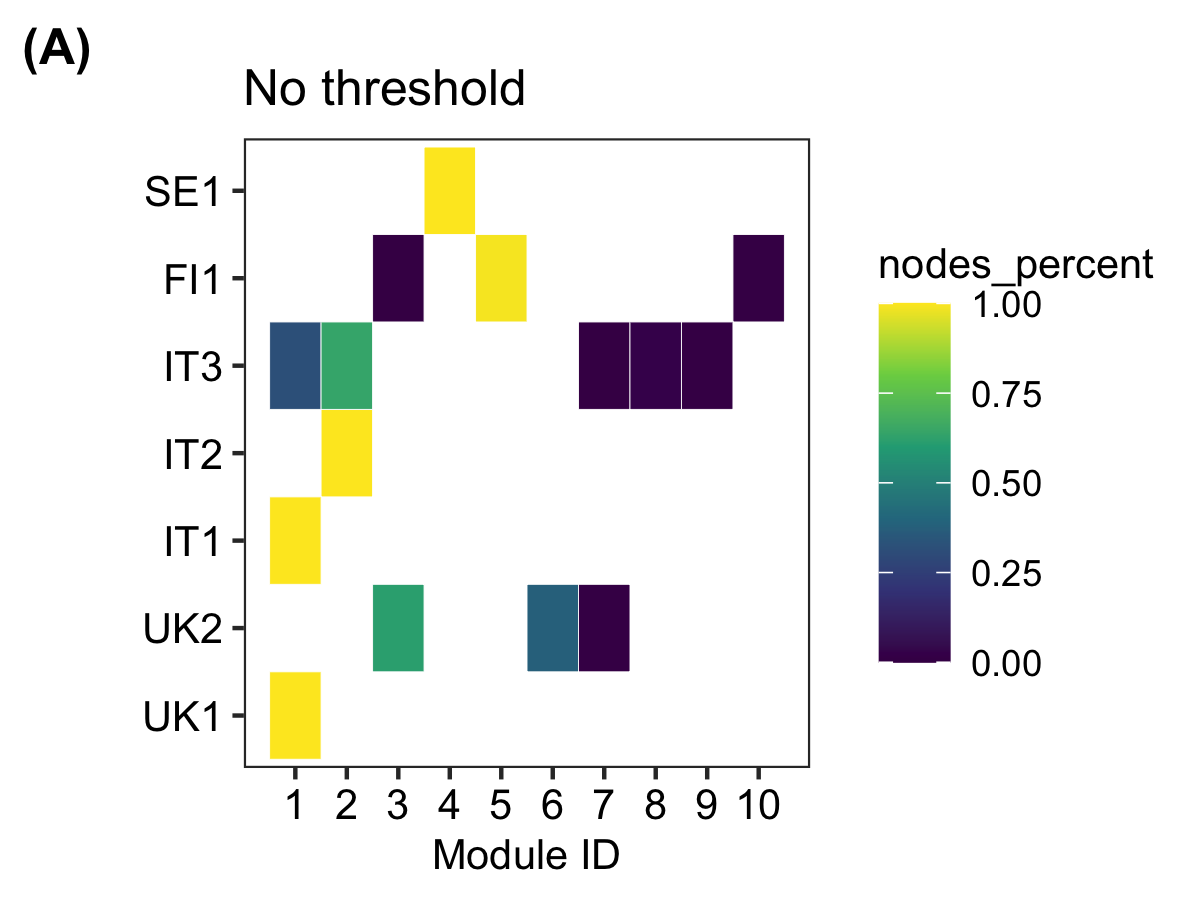 (A)
No threshold
SE1
FI1
IT3
IT2
IT1
UK2
UK1
1 2 3 4 5 6 7 8 9 10
Module ID
nodes_percent
1.00
0.75
0.50
0.25
0.00